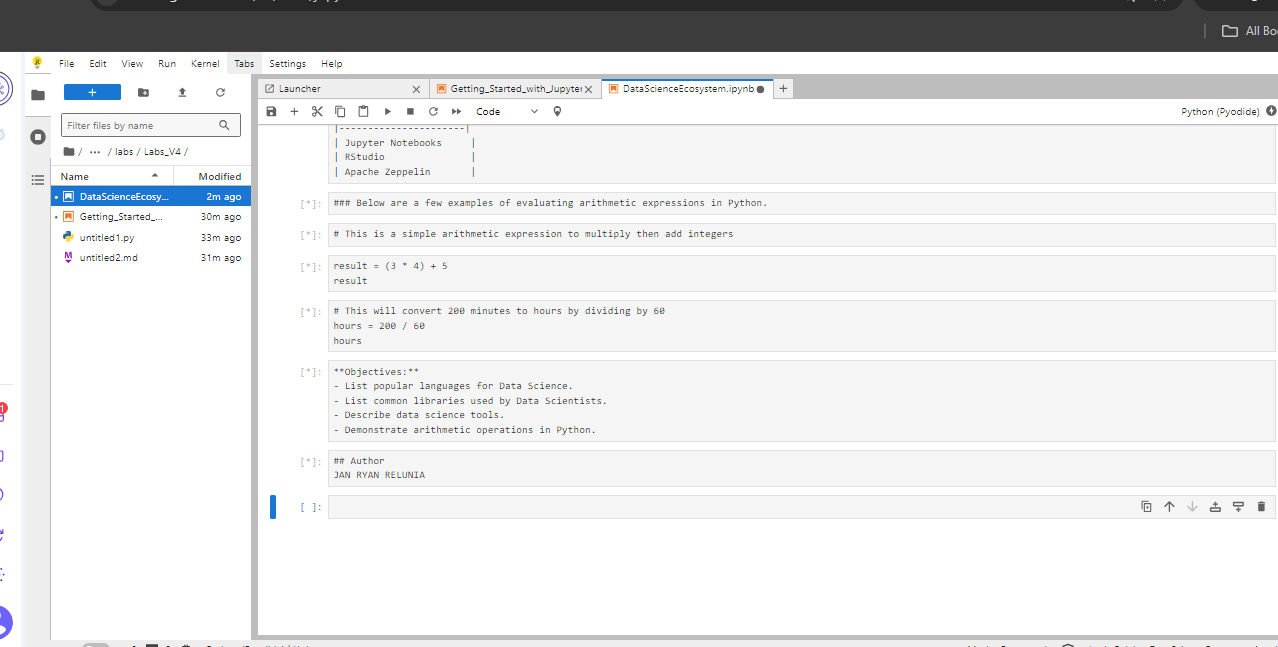 All Bo
File Edit View Run Kernel Tabs Settings Help
+
Filter files by name
/ ··· / labs / Labs_V4 /
Name Modified
DataScienceEcosy... 2m ago
Getting_Started_... 30m ago
untitled1.py 33m ago
M untitled2.md 31m ago
1
Launcher
Getting_Started_with_Jupyter
DataScienceEcosystem.ipynb
+
Code
Python (Pyodide)
|----------------------|
| Jupyter Notebooks |
| RStudio |
| Apache Zeppelin |
[*]: ### Below are a few examples of evaluating arithmetic expressions in Python.
[*]: # This is a simple arithmetic expression to multiply then add integers
[*]: result = (3 * 4) + 5
result
[*]: # This will convert 200 minutes to hours by dividing by 60
hours = 200 / 60
hours
[*]: **Objectives:**
- List popular languages for Data Science.
- List common libraries used by Data Scientists.
- Describe data science tools.
- Demonstrate arithmetic operations in Python.
[*]: ## Author
JAN RYAN RELUNIA
[ ]: